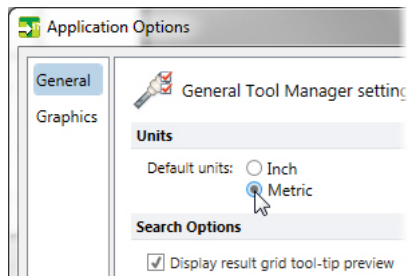 Application Options
General
Graphics
General Tool Manager setting
Units
Default units:
Inch
Metric
Search Options
Display result grid tool-tip preview